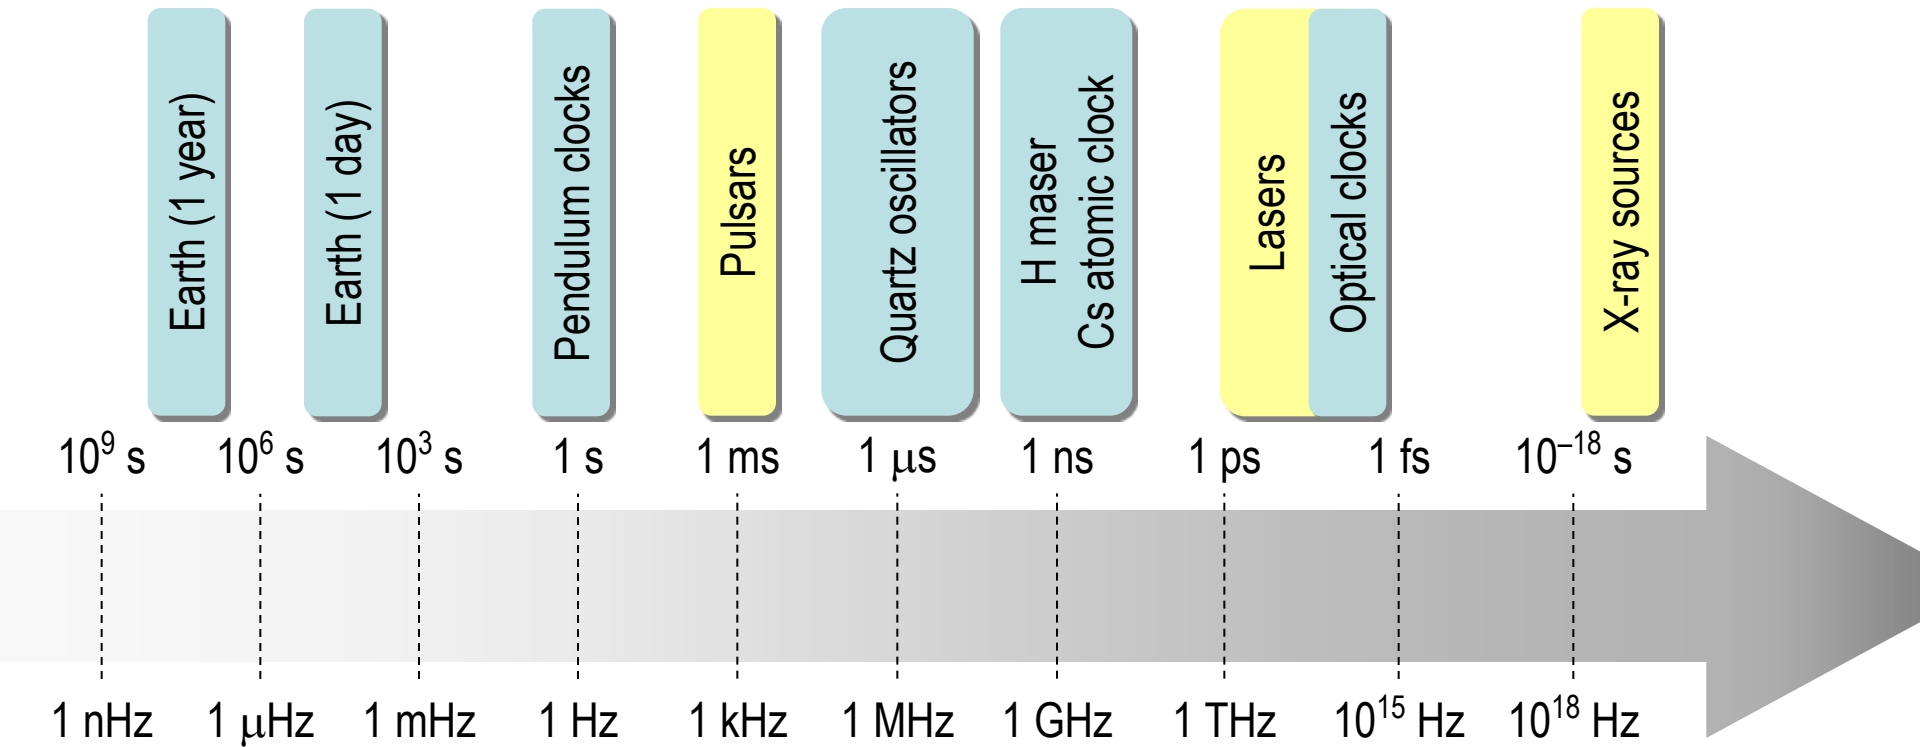 Earth (1 year)
Earth (1 day)
Pendulum clocks
Pulsars
Quartz oscillators
H maser
Cs atomic clock
Lasers
Optical clocks
X-ray sources
10⁹ s
10⁶ s
10³ s
1 s
1 ms
1 μs
1 ns
1 ps
1 fs
10⁻¹⁸ s
1 nHz
1 μHz
1 mHz
1 Hz
1 kHz
1 MHz
1 GHz
1 THz
10¹⁵ Hz
10¹⁸ Hz